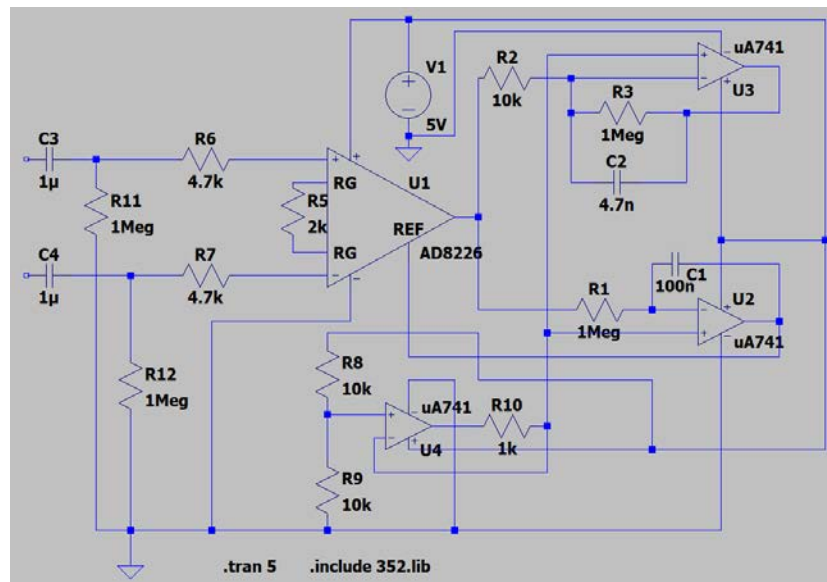 V1
5V
R2
10k
uA741
U3
R3
1Meg
C2
4.7n
C3
1µ
R6
4.7k
R11
1Meg
RG
R5
2k
RG
U1
REF
AD8226
C4
1µ
R7
4.7k
C1
100n
R1
1Meg
U2
uA741
R12
1Meg
R8
10k
uA741
U4
R10
1k
R9
10k
.tran 5 .include 352.lib